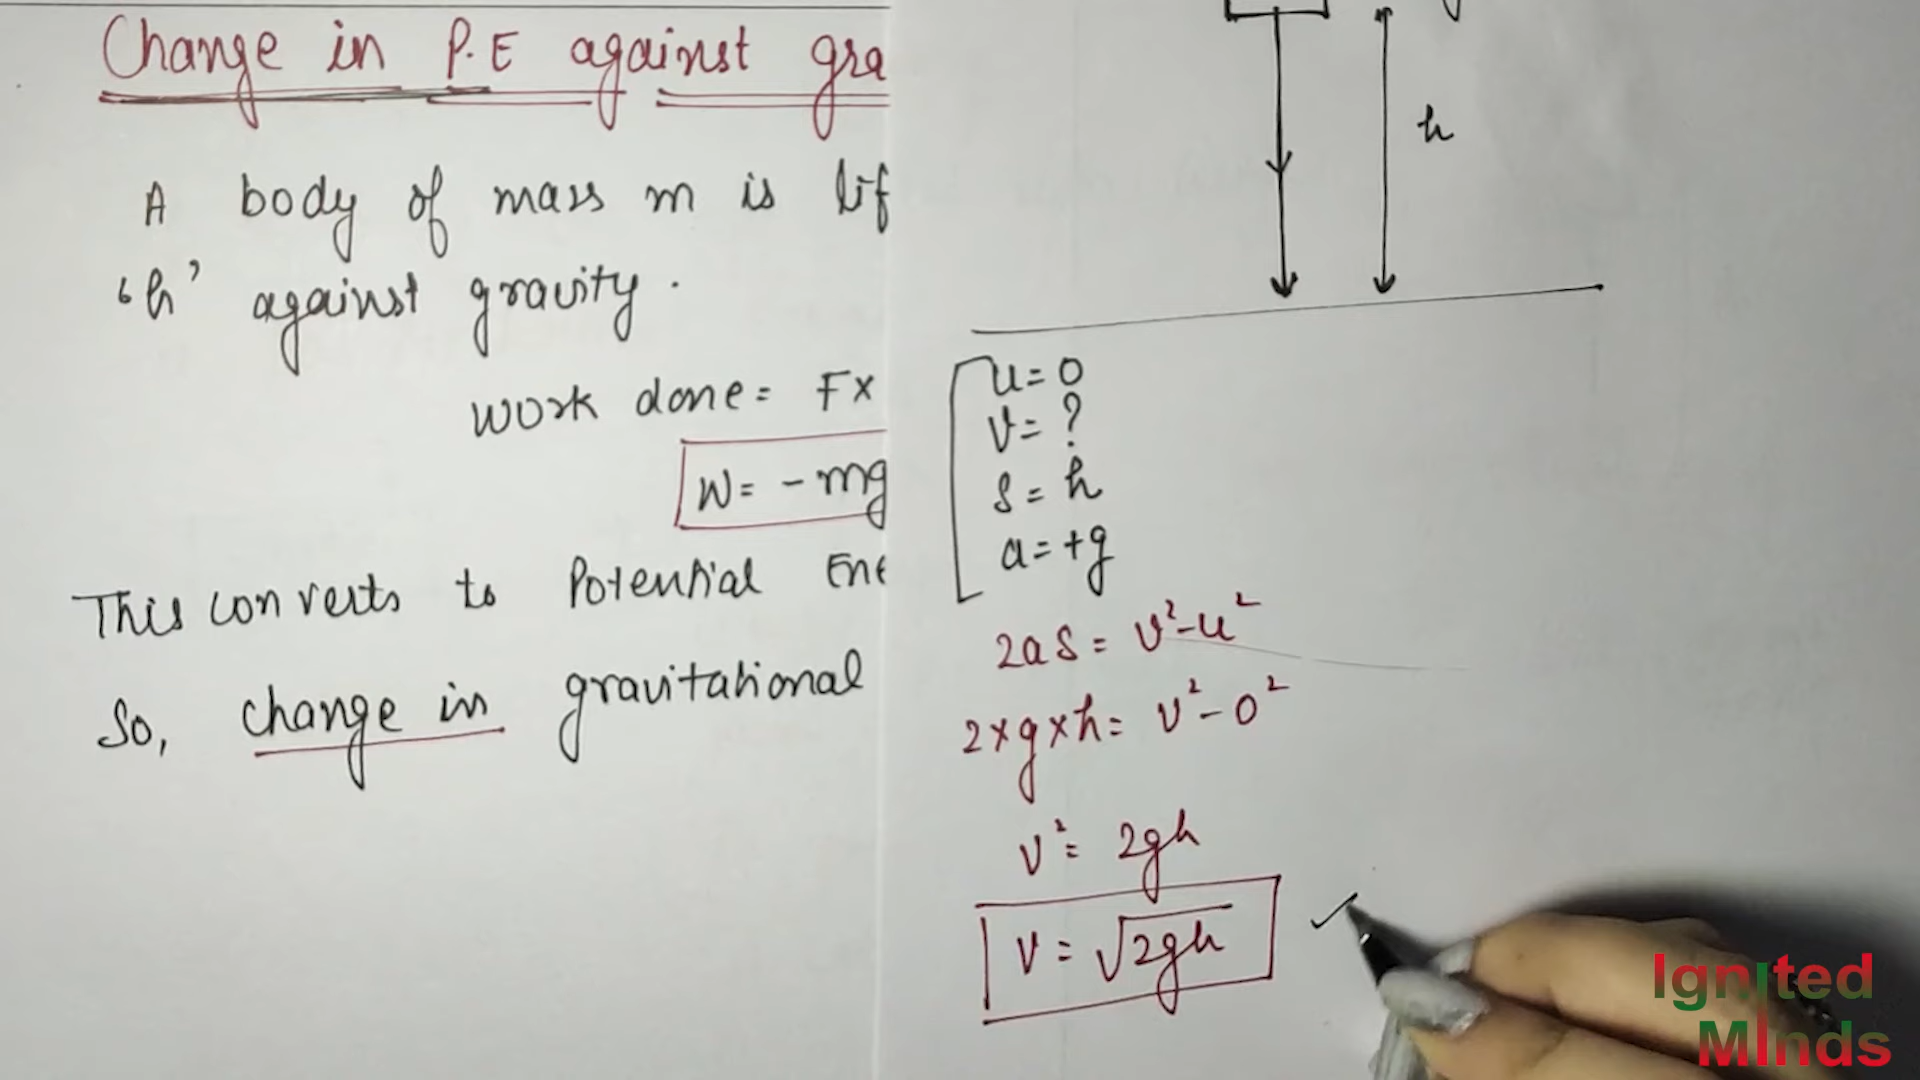 Change in P.E against gra
A body of mass m is lif
'h' against gravity.
work done = F×
W = - mg
This converts to Potential Ene
So, change in gravitational
h
u = 0
v = ?
s = h
a = +g
2as = v² - u²
2×g×h = v² - 0²
v² = 2gh
v = √2gh
Ignited
Minds